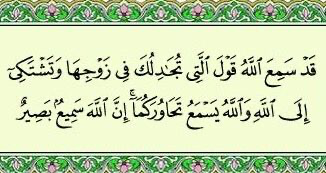 قَدْ سَمِعَ ٱللَّهُ قَوْلَ ٱلَّتِى تُجَـٰدِلُكَ فِى زَوْجِهَا وَتَشْتَكِىٓ
إِلَى ٱللَّهِ وَٱللَّهُ يَسْمَعُ تَحَاوُرَكُمَآ ۚ إِنَّ ٱللَّهَ سَمِيعٌۢ بَصِيرٌ